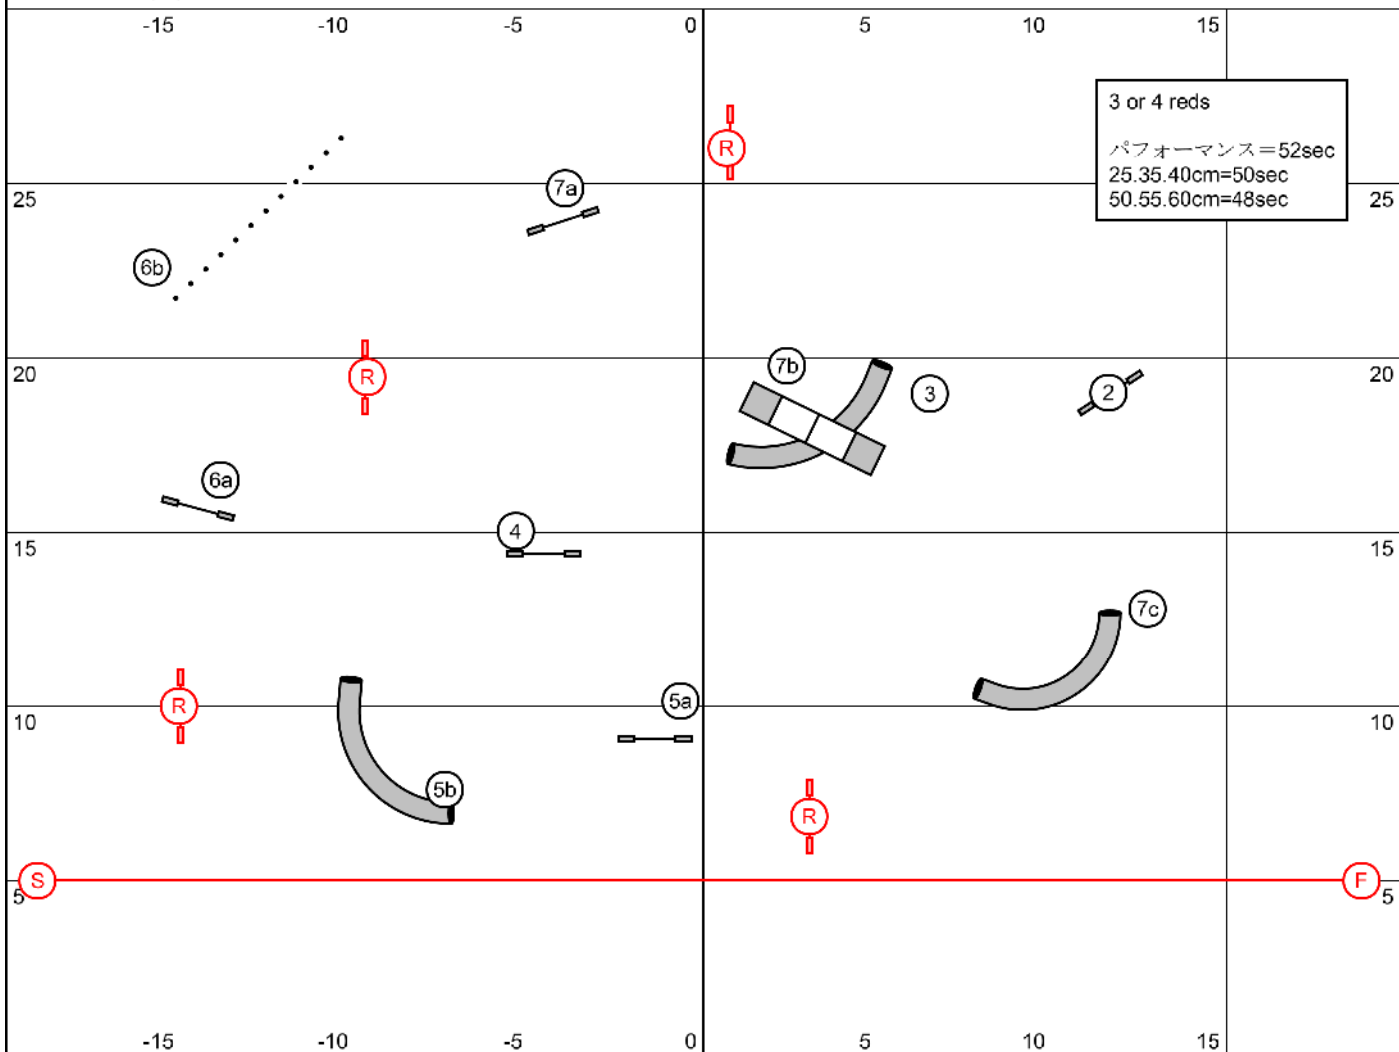 -15 -10 -5 0 5 10 15
3 or 4 reds
パフォーマンス＝52sec
25.35.40cm=50sec
50.55.60cm=48sec
R
7a
25 25
6b
20 20
R
7b
3
2
6a
4
15 15
7c
R
10 10
5a
5b
R
S F
5 5
-15 -10 -5 0 5 10 15